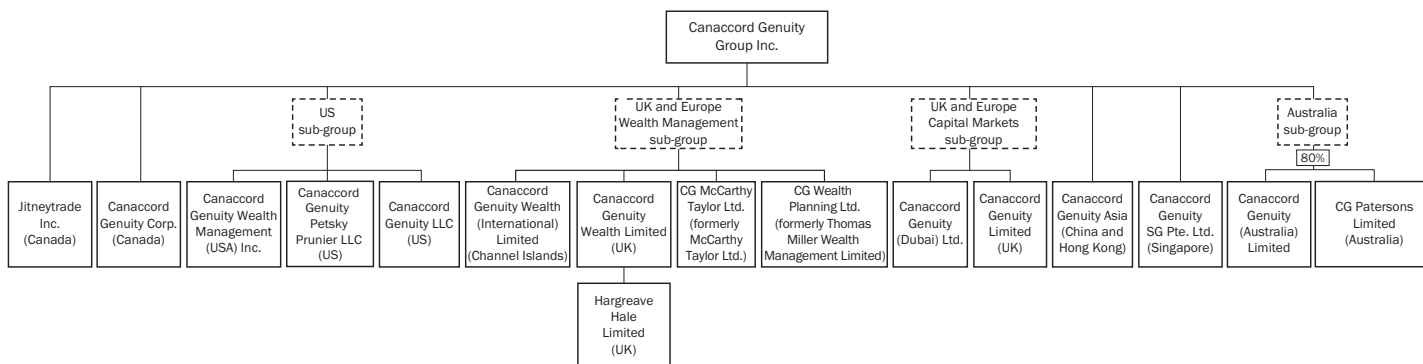 Canaccord Genuity
Group Inc.
US
sub-group
UK and Europe
Wealth Management
sub-group
UK and Europe
Capital Markets
sub-group
Australia
sub-group
80%
Jitneytrade
Inc.
(Canada)
Canaccord
Genuity Corp.
(Canada)
Canaccord
Genuity Wealth
Management
(USA) Inc.
Canaccord
Genuity
Petsky
Prunier LLC
(US)
Canaccord
Genuity LLC
(US)
Canaccord
Genuity Wealth
(International)
Limited
(Channel Islands)
Canaccord
Genuity
Wealth Limited
(UK)
CG McCarthy
Taylor Ltd.
(formerly
McCarthy
Taylor Ltd.)
CG Wealth
Planning Ltd.
(formerly Thomas
Miller Wealth
Management Limited)
Canaccord
Genuity
(Dubai) Ltd.
Canaccord
Genuity
Limited
(UK)
Canaccord
Genuity Asia
(China and
Hong Kong)
Canaccord
Genuity
SG Pte. Ltd.
(Singapore)
Canaccord
Genuity
(Australia)
Limited
CG Patersons
Limited
(Australia)
Hargreave
Hale
Limited
(UK)